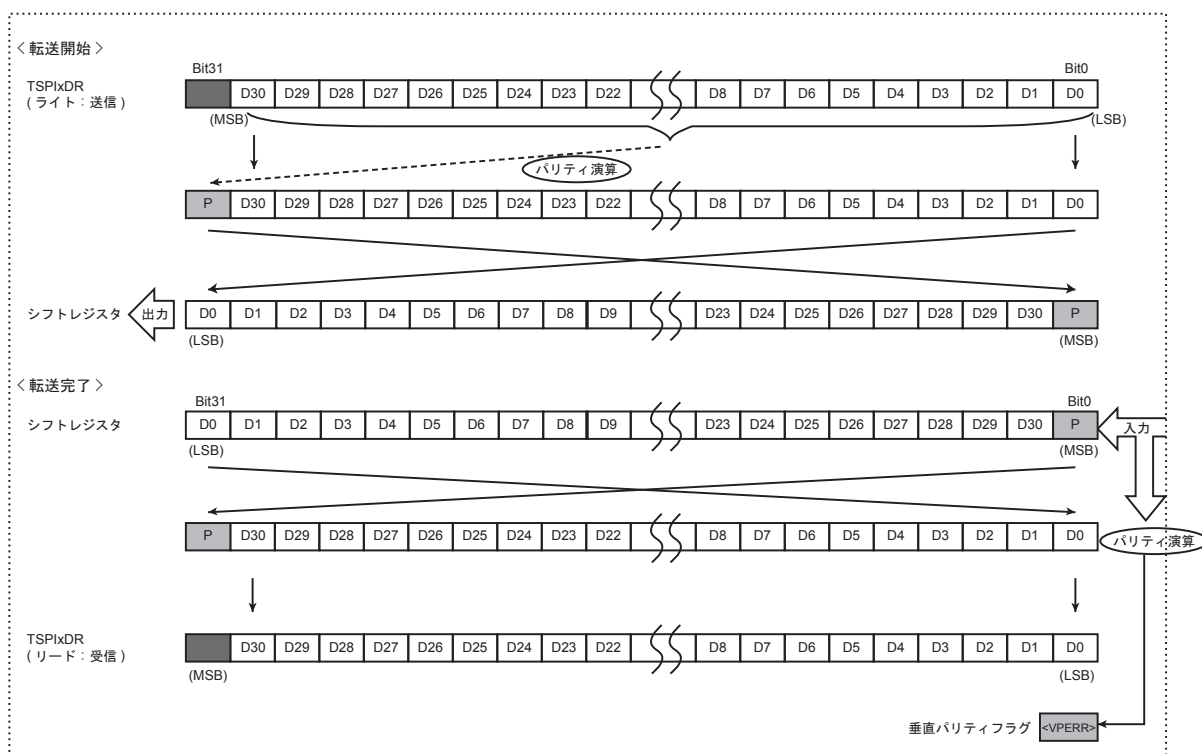 < 転送開始 >
Bit31 Bit0
TSPIxDR
( ライト：送信 )
D30 D29 D28 D27 D26 D25 D24 D23 D22 D8 D7 D6 D5 D4 D3 D2 D1 D0
(MSB) (LSB)
パリティ演算
P D30 D29 D28 D27 D26 D25 D24 D23 D22 D8 D7 D6 D5 D4 D3 D2 D1 D0
シフトレジスタ 出力 D0 D1 D2 D3 D4 D5 D6 D7 D8 D9 D23 D24 D25 D26 D27 D28 D29 D30 P
(LSB) (MSB)
< 転送完了 >
Bit31 Bit0
シフトレジスタ D0 D1 D2 D3 D4 D5 D6 D7 D8 D9 D23 D24 D25 D26 D27 D28 D29 D30 P 入力
(LSB) (MSB)
P D30 D29 D28 D27 D26 D25 D24 D23 D22 D8 D7 D6 D5 D4 D3 D2 D1 D0 パリティ演算
TSPIxDR
( リード：受信 )
D30 D29 D28 D27 D26 D25 D24 D23 D22 D8 D7 D6 D5 D4 D3 D2 D1 D0
(MSB) (LSB)
垂直パリティフラグ <VPERR>